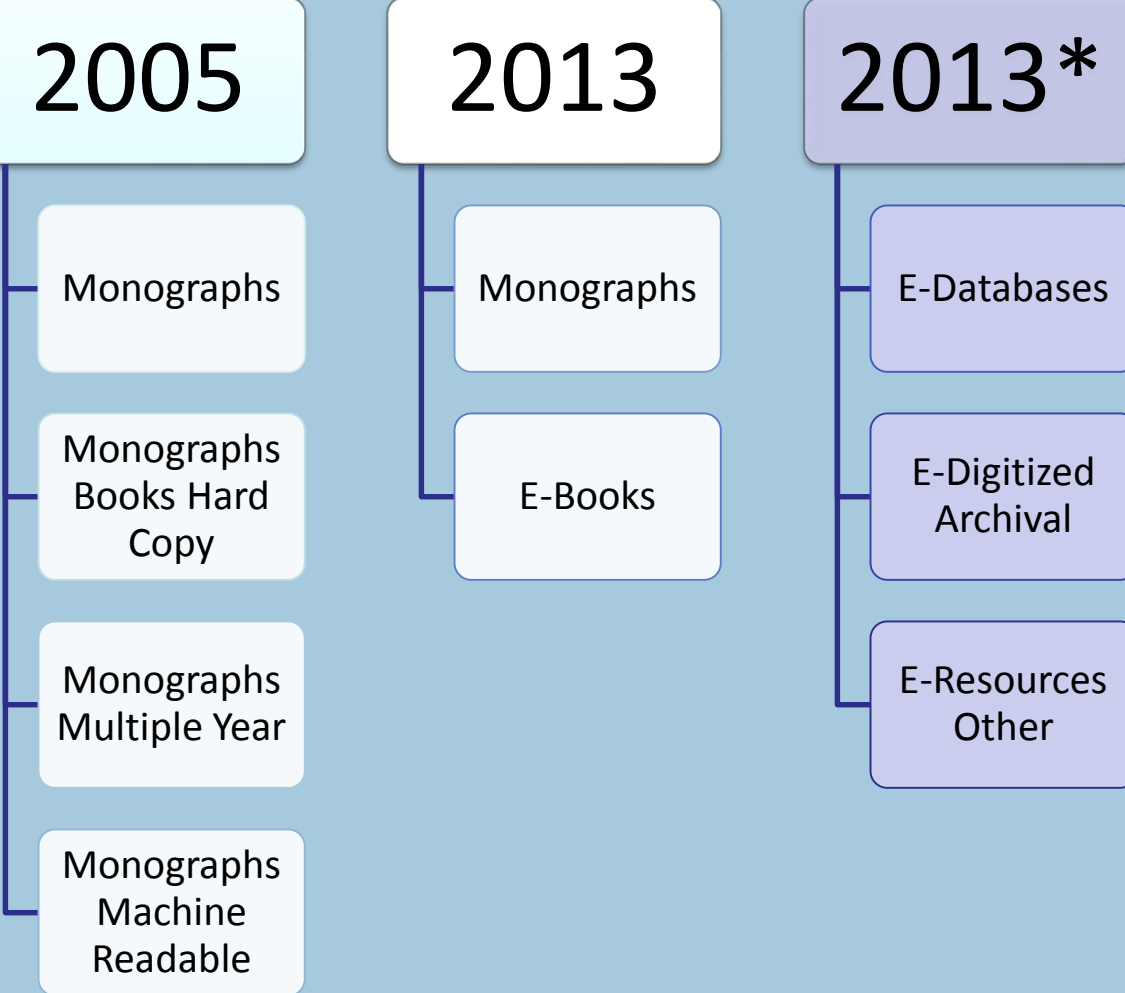 2005
Monographs
Monographs
Books Hard
Copy
Monographs
Multiple Year
Monographs
Machine
Readable
2013
Monographs
E-Books
2013*
E-Databases
E-Digitized
Archival
E-Resources
Other